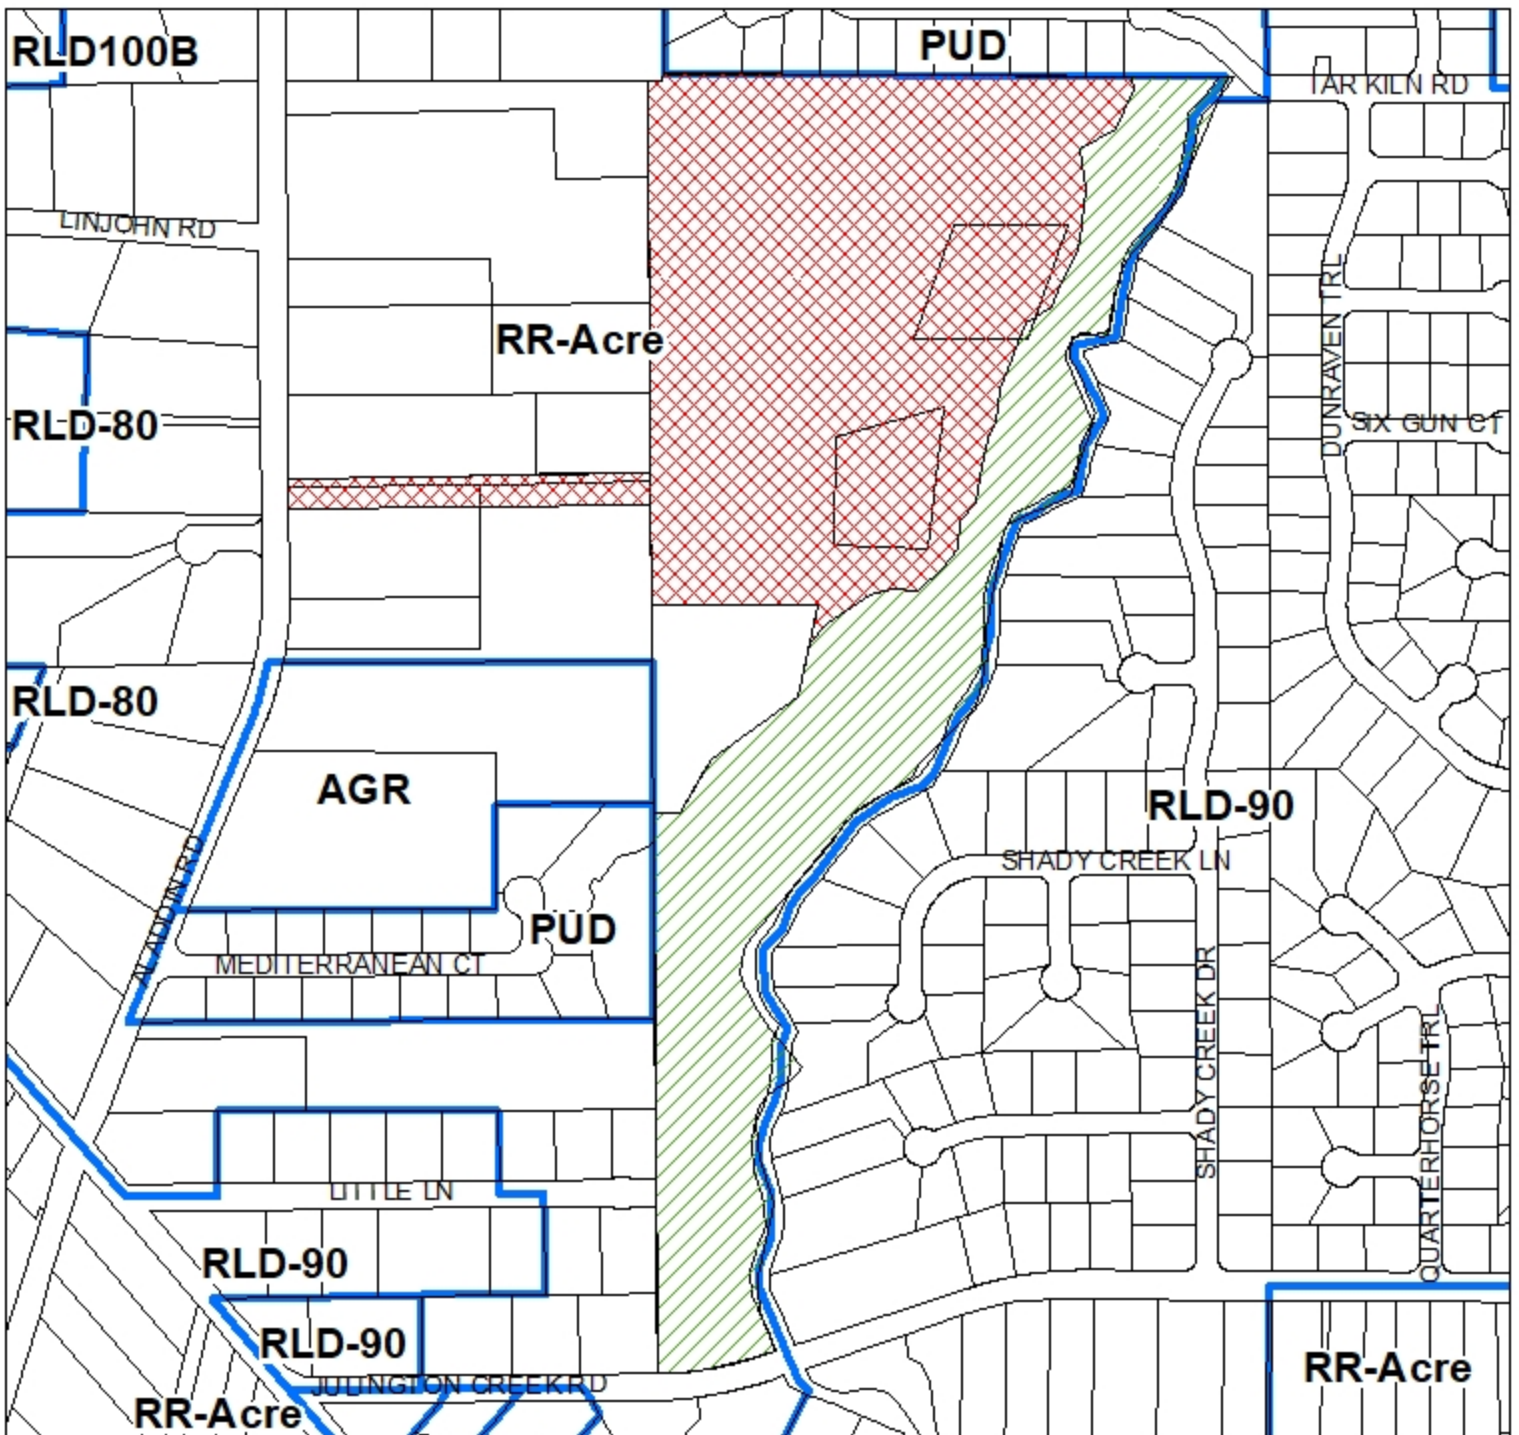 RLD100B
PUD
TAR KILN RD
LINJOHN RD
RR-Acre
DUNRAVEN TRL
RLD-80
SIX GUN CT
RLD-80
AGR
RLD-90
SHADY CREEK LN
ALADDIN RD
PUD
MEDITERRANEAN CT
SHADY CREEK DR
QUARTERHORSE TRL
LITTLE LN
RLD-90
RLD-90
RR-Acre
JULINGTON CREEK RD
RR-Acre